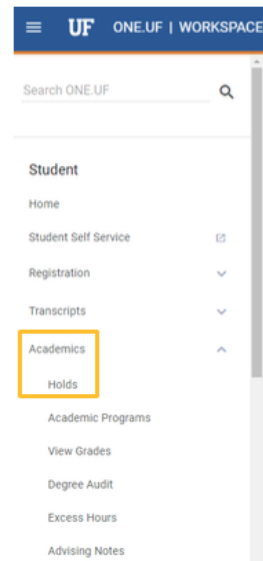 UF ONE.UF | WORKSPACE
Search ONE.UF
Student
Home
Student Self Service
Registration
Transcripts
Academics
Holds
Academic Programs
View Grades
Degree Audit
Excess Hours
Advising Notes